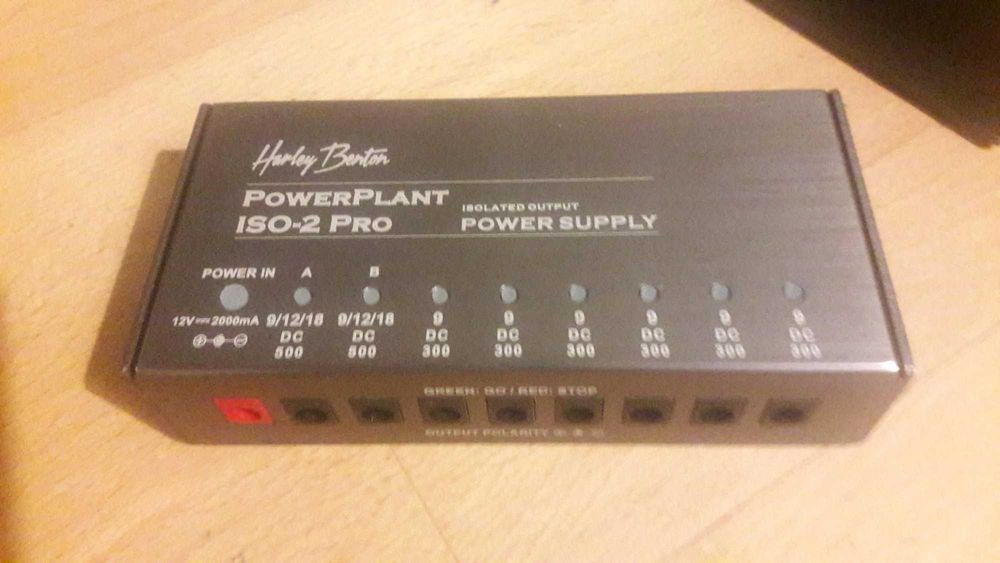 Harley Benton
POWERPLANT
ISO-2 PRO
ISOLATED OUTPUT
POWER SUPPLY
POWER IN A B
12V⎓2000mA 9/12/18 9/12/18 9 9 9 9 9 9
DC DC DC DC DC DC DC DC
500 500 300 300 300 300 300 300
GREEN: GO / RED: STOP
OUTPUT POLARITY